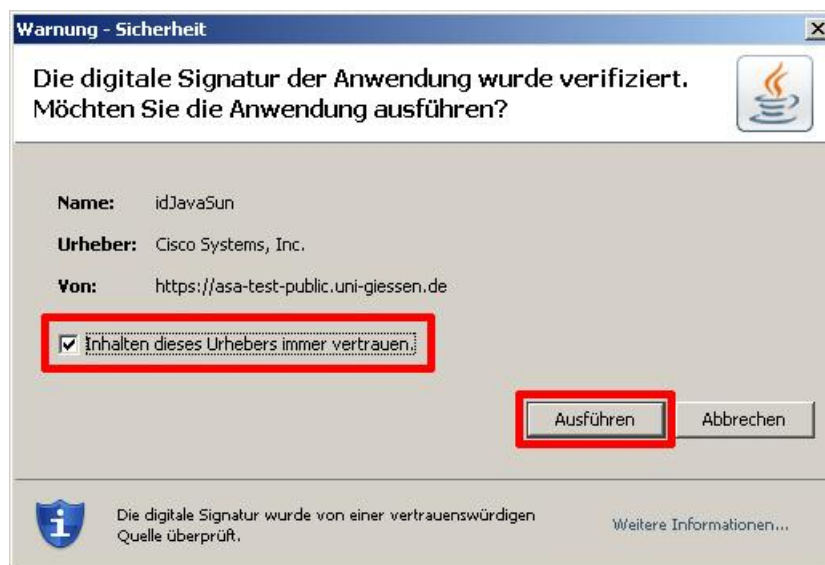 Warnung - Sicherheit
Die digitale Signatur der Anwendung wurde verifiziert.
Möchten Sie die Anwendung ausführen?
Name: idJavaSun
Urheber: Cisco Systems, Inc.
Von: https://asa-test-public.uni-giessen.de
Inhalten dieses Urhebers immer vertrauen.
Ausführen Abbrechen
Die digitale Signatur wurde von einer vertrauenswürdigen
Quelle überprüft.
Weitere Informationen...